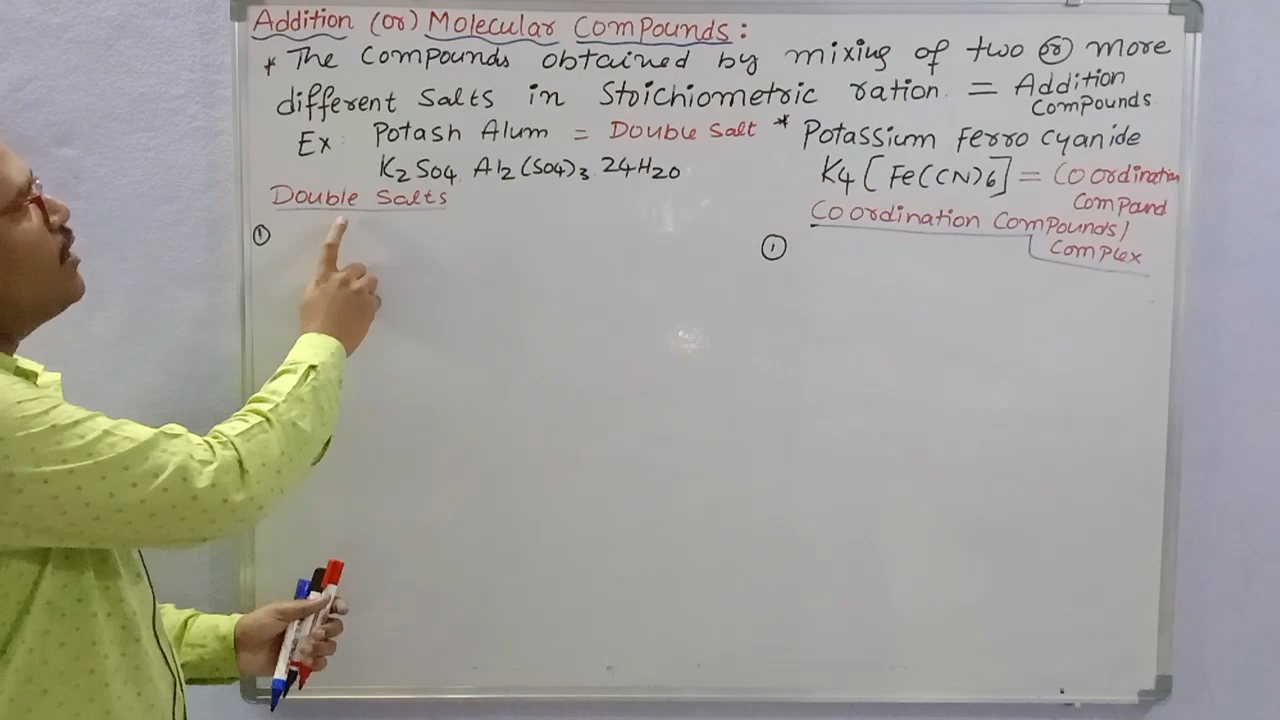 Addition (or) Molecular Compounds:
* The Compounds obtained by mixing of two or more
different Salts in Stoichiometric ration = Addition
Compounds
Ex: Potash Alum = Double Salt
K2SO4 Al2(SO4)3 24H2O
* Potassium Ferro cyanide
K4[Fe(CN)6] = Coordination
Compand
Double Salts
①
Coordination Compounds/
Complex
①